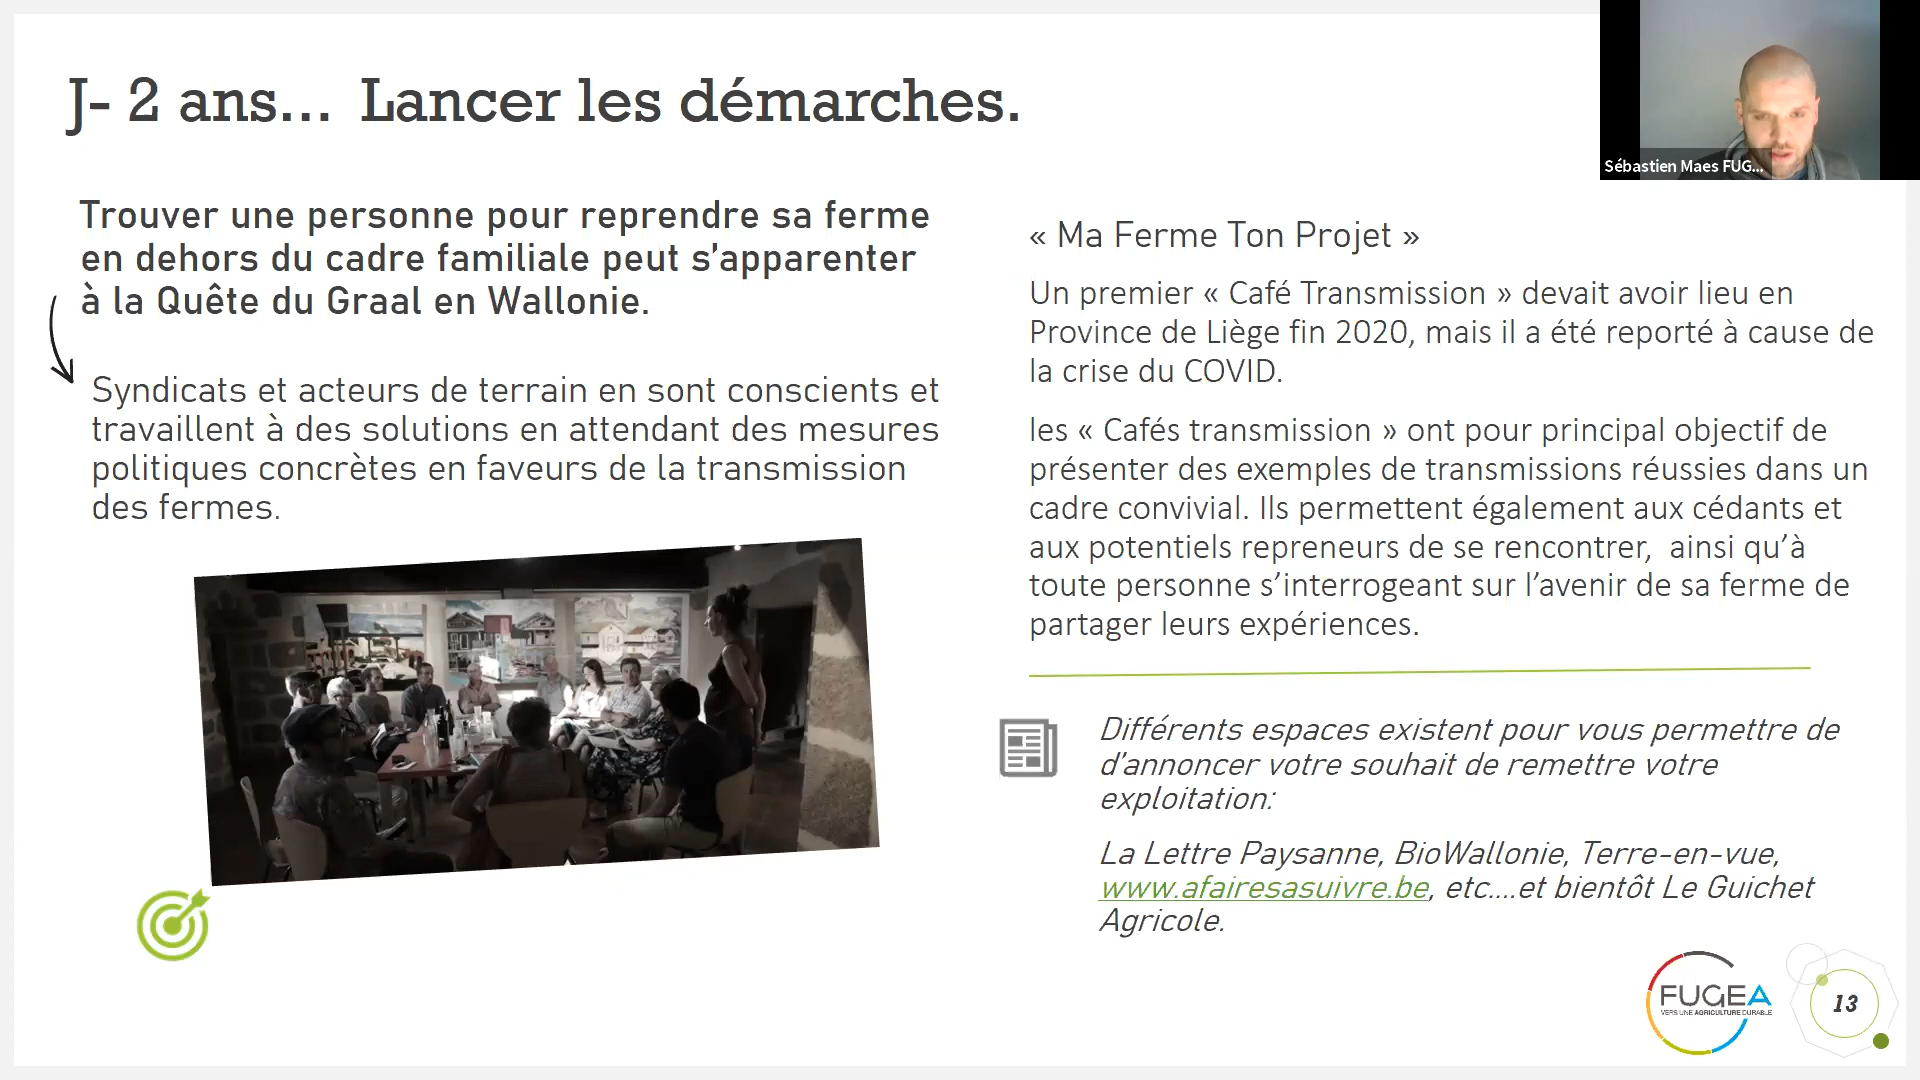 J- 2 ans... Lancer les démarches.
Sébastien Maes FUG...
Trouver une personne pour reprendre sa ferme
en dehors du cadre familiale peut s'apparenter
à la Quête du Graal en Wallonie.
Syndicats et acteurs de terrain en sont conscients et
travaillent à des solutions en attendant des mesures
politiques concrètes en faveurs de la transmission
des fermes.
« Ma Ferme Ton Projet »
Un premier « Café Transmission » devait avoir lieu en
Province de Liège fin 2020, mais il a été reporté à cause de
la crise du COVID.
les « Cafés transmission » ont pour principal objectif de
présenter des exemples de transmissions réussies dans un
cadre convivial. Ils permettent également aux cédants et
aux potentiels repreneurs de se rencontrer, ainsi qu'à
toute personne s'interrogeant sur l'avenir de sa ferme de
partager leurs expériences.
Différents espaces existent pour vous permettre de
d'annoncer votre souhait de remettre votre
exploitation:
La Lettre Paysanne, BioWallonie, Terre-en-vue,
www.afairesasuivre.be, etc....et bientôt Le Guichet
Agricole.
FUGEA
VERS UNE AGRICULTURE DURABLE
13